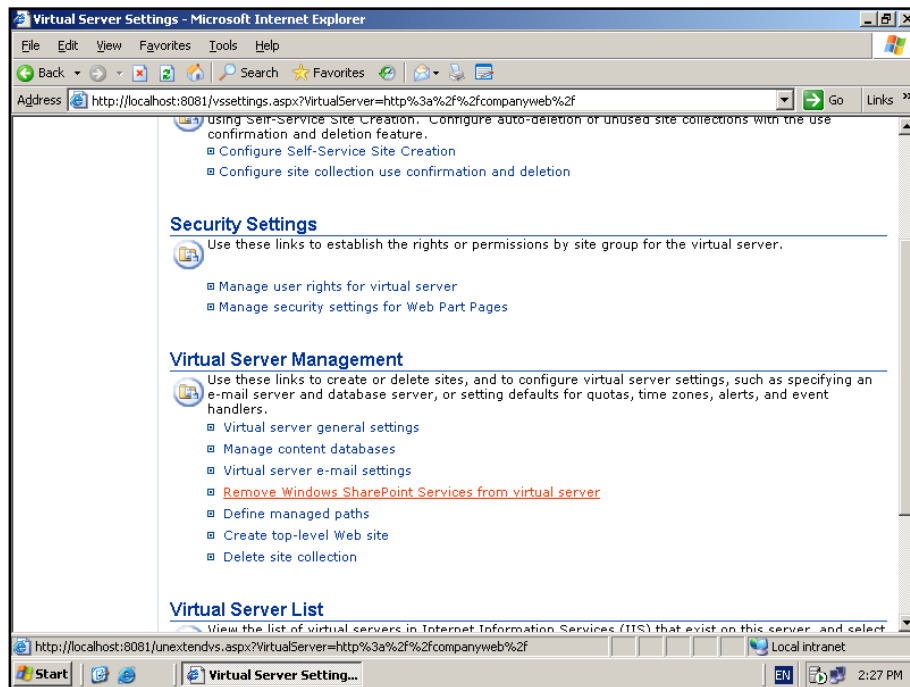 Virtual Server Settings - Microsoft Internet Explorer
File Edit View Favorites Tools Help
Back Search Favorites
Address http://localhost:8081/vssettings.aspx?VirtualServer=http%3a%2f%2fcompanyweb%2f Go Links »
using Self-Service Site Creation. Configure auto-deletion of unused site collections with the use
confirmation and deletion feature.
Configure Self-Service Site Creation
Configure site collection use confirmation and deletion
Security Settings
Use these links to establish the rights or permissions by site group for the virtual server.
Manage user rights for virtual server
Manage security settings for Web Part Pages
Virtual Server Management
Use these links to create or delete sites, and to configure virtual server settings, such as specifying an
e-mail server and database server, or setting defaults for quotas, time zones, alerts, and event
handlers.
Virtual server general settings
Manage content databases
Virtual server e-mail settings
Remove Windows SharePoint Services from virtual server
Define managed paths
Create top-level Web site
Delete site collection
Virtual Server List
View the list of virtual servers in Internet Information Services (IIS) that exist on this server, and select
http://localhost:8081/unextendvs.aspx?VirtualServer=http%3a%2f%2fcompanyweb%2f Local intranet
Start Virtual Server Setting... EN 2:27 PM